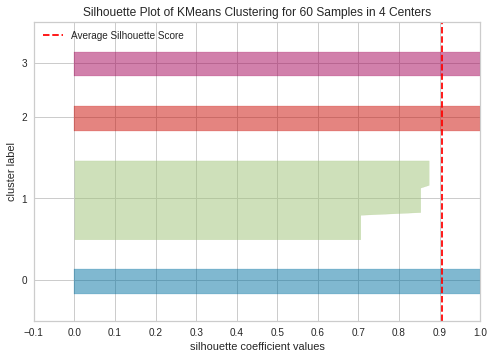 Silhouette Plot of KMeans Clustering for 60 Samples in 4 Centers
Average Silhouette Score
3
2
1
0
cluster label
−0.1 0.0 0.1 0.2 0.3 0.4 0.5 0.6 0.7 0.8 0.9 1.0
silhouette coefficient values